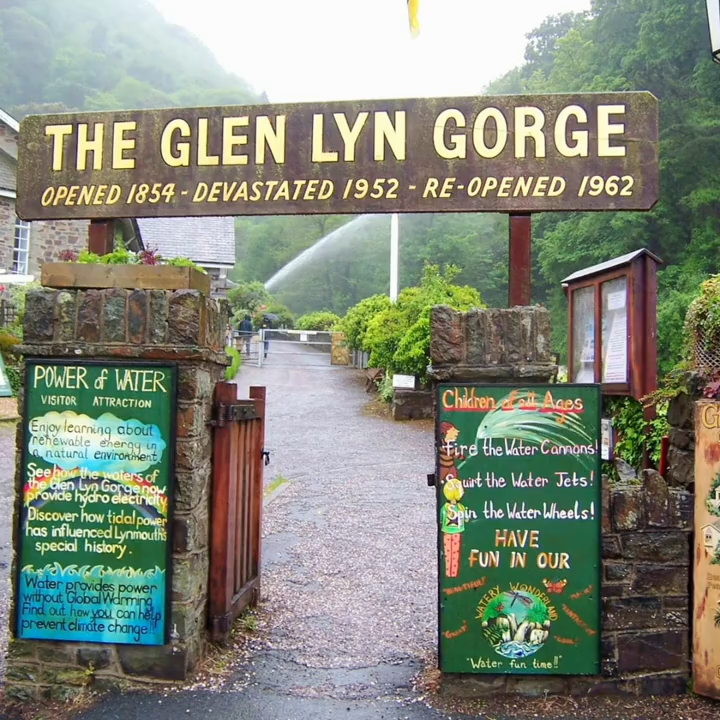 THE GLEN LYN GORGE
OPENED 1854 - DEVASTATED 1952 - RE-OPENED 1962
POWER of WATER
VISITOR ATTRACTION
Enjoy learning about
renewable energy in
a natural environment
See how the waters of
the Glen Lyn Gorge now
provide hydro electricity
Discover how tidal power
has influenced Lynmouth's
special history.
Water provides power
without Global Warming
Find out how you can help
prevent climate change!!!
Children of all Ages
Fire the Water Cannons!
Squirt the Water Jets!
Spin the Water Wheels!
HAVE
FUN IN OUR
WATERY WONDERLAND
"Water fun time!!"